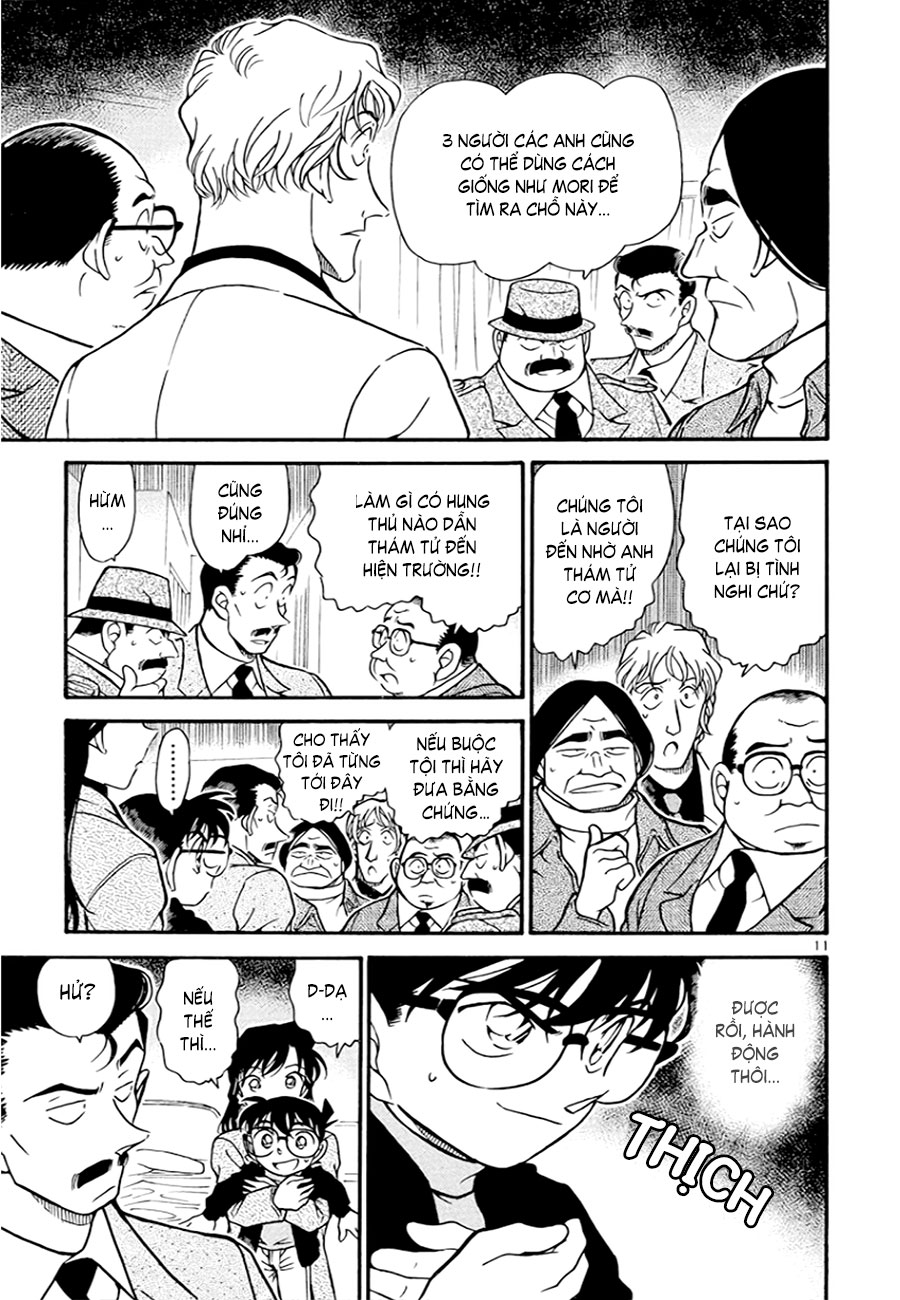 3 NGƯỜI CÁC ANH CŨNG
CÓ THỂ DÙNG CÁCH
GIỐNG NHƯ MORI ĐỂ
TÌM RA CHỔ NÀY...
TẠI SAO
CHÚNG TÔI
LẠI BỊ TÌNH
NGHI CHỨ?
CHÚNG TÔI
LÀ NGƯỜI
ĐẾN NHỜ ANH
THÁM TỬ
CƠ MÀ!!
LÀM GÌ CÓ HUNG
THỦ NÀO DẪN
THÁM TỬ ĐẾN
HIỆN TRƯỜNG!!
CŨNG
ĐÚNG
NHÍ...
HỪM
...
NẾU BUỘC
TỘI THÌ HÃY
ĐƯA BẰNG
CHỨNG...
CHO THẤY
TÔI ĐÃ TỪNG
TỚI ĐÂY
ĐI!!
........
11
ĐƯỢC
RỒI, HÀNH
ĐỘNG
THÔI...
THỊCH
D-DẠ
...
NẾU
THẾ
THÌ...
HỬ?